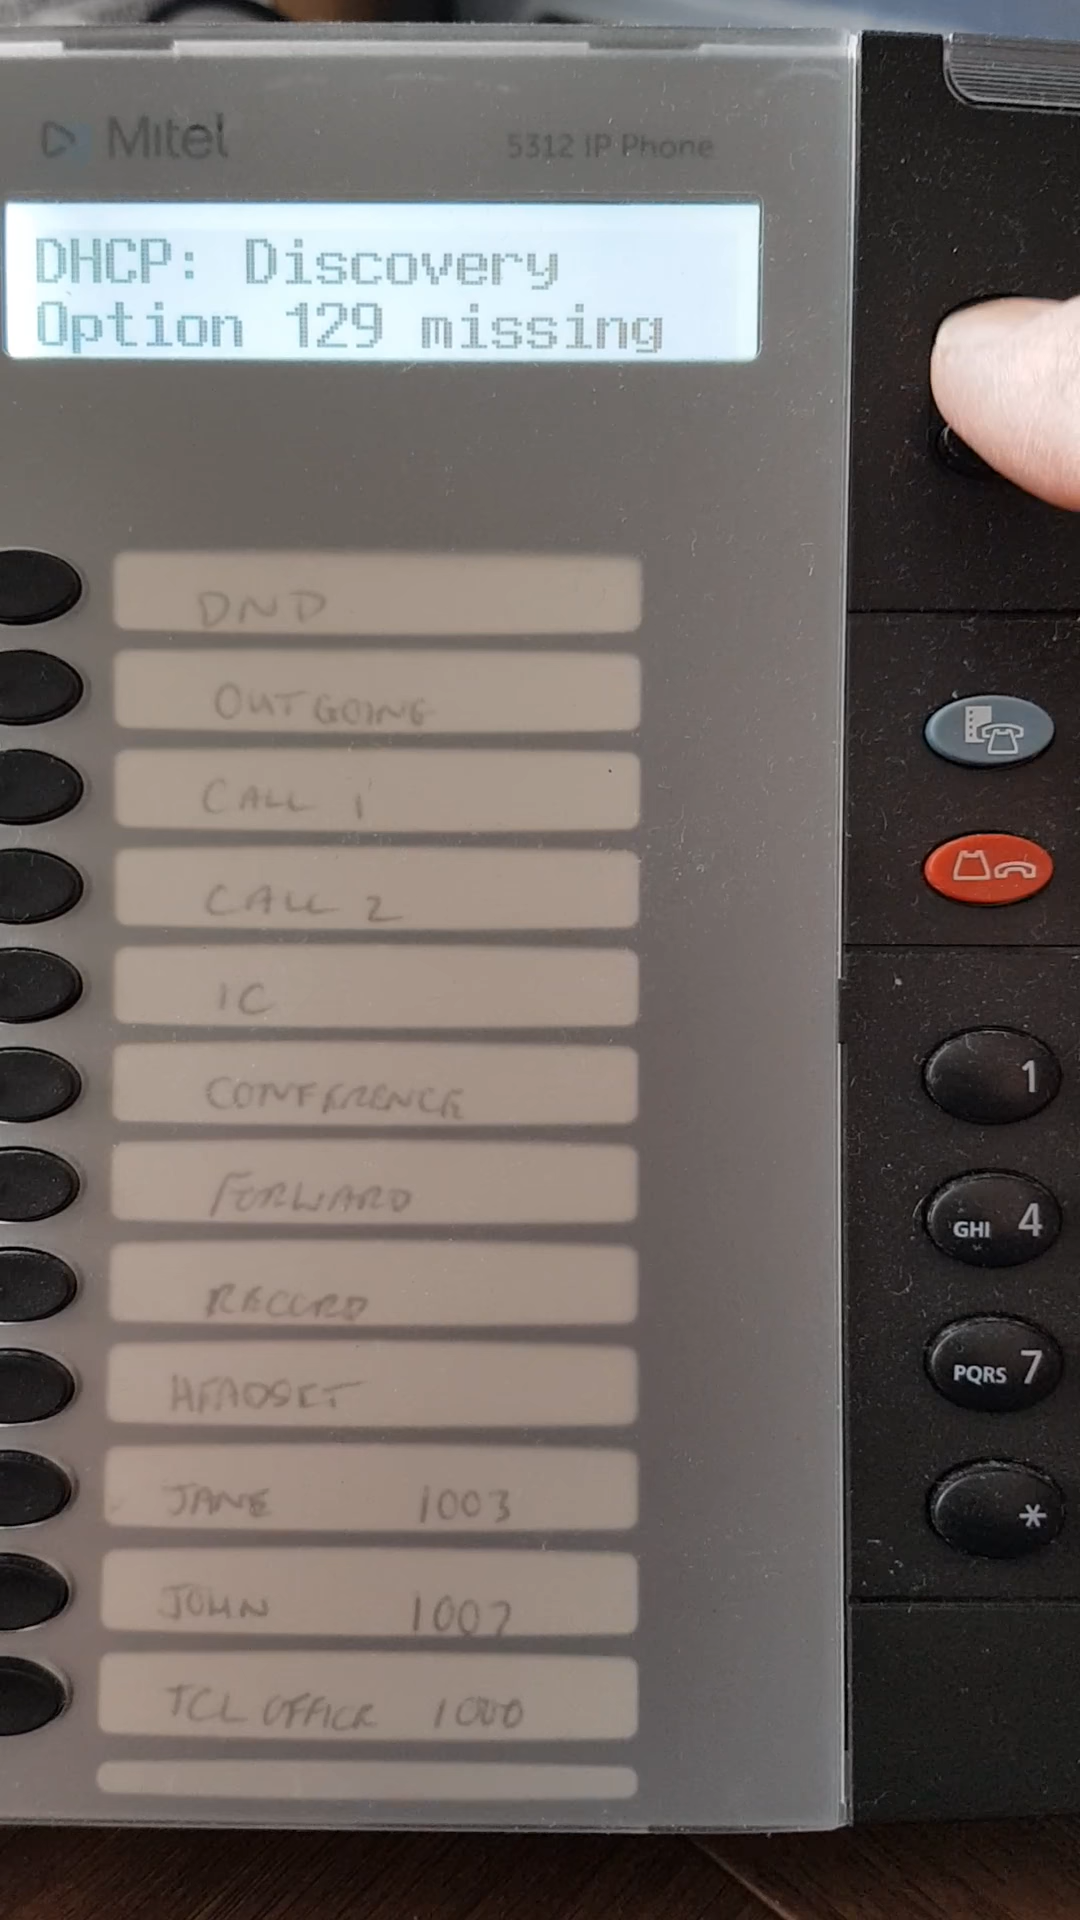 Mitel
5312 IP Phone
DHCP: Discovery
Option 129 missing
DND
OUTGOING
CALL 1
CALL 2
IC
CONFERENCE
FORWARD
RECORD
HEADSET
JANE 1003
JOHN 1007
TCL OFFICE 1000
1
GHI 4
PQRS 7
*